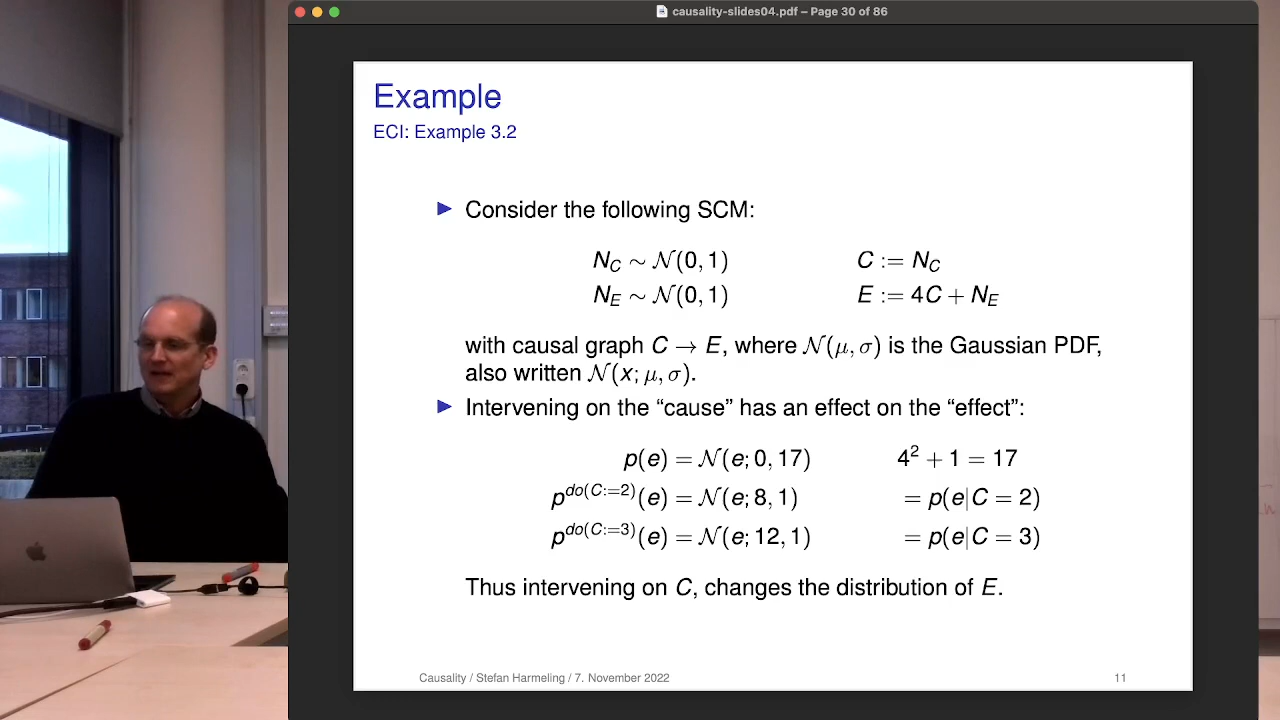 causality-slides04.pdf – Page 30 of 86
Example
ECI: Example 3.2
▶ Consider the following SCM:
N_C ∼ 𝒩(0, 1) C := N_C
N_E ∼ 𝒩(0, 1) E := 4C + N_E
with causal graph C → E, where 𝒩(μ, σ) is the Gaussian PDF,
also written 𝒩(x; μ, σ).
▶ Intervening on the “cause” has an effect on the “effect”:
p(e) = 𝒩(e; 0, 17) 4² + 1 = 17
p^{do(C:=2)}(e) = 𝒩(e; 8, 1) = p(e|C = 2)
p^{do(C:=3)}(e) = 𝒩(e; 12, 1) = p(e|C = 3)
Thus intervening on C, changes the distribution of E.
Causality / Stefan Harmeling / 7. November 2022 11